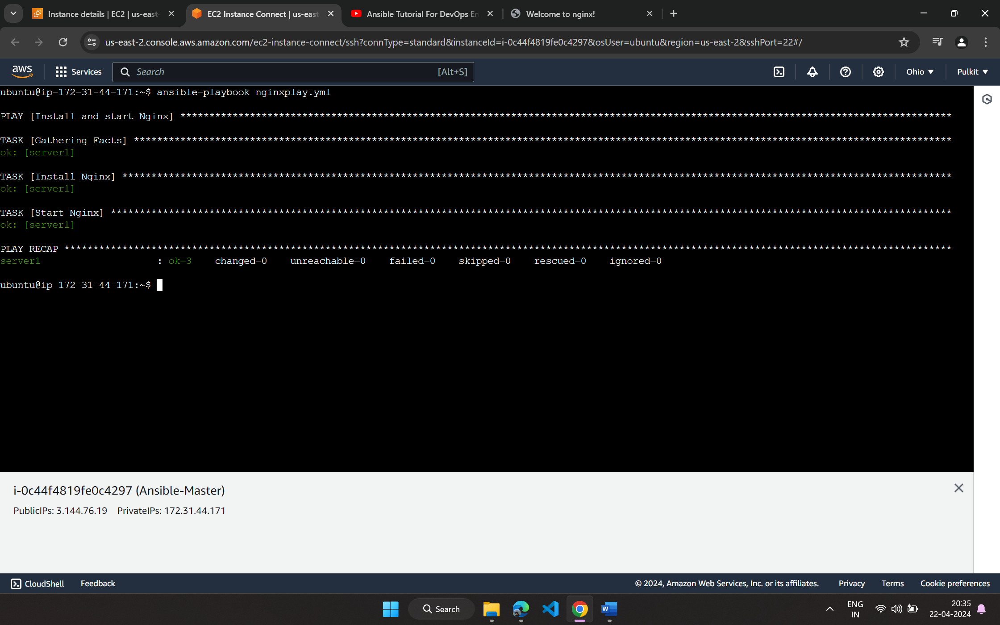 Instance details | EC2 | us-east-
EC2 Instance Connect | us-east
Ansible Tutorial For DevOps En
Welcome to nginx!
us-east-2.console.aws.amazon.com/ec2-instance-connect/ssh?connType=standard&instanceId=i-0c44f4819fe0c4297&osUser=ubuntu&region=us-east-2&sshPort=22#/
aws
Services
Search
[Alt+S]
Ohio
Pulkit
ubuntu@ip-172-31-44-171:~$ ansible-playbook nginxplay.yml
PLAY [Install and start Nginx] *************************************************************************************************************************************
TASK [Gathering Facts] *********************************************************************************************************************************************
ok: [server1]
TASK [Install Nginx] ***********************************************************************************************************************************************
ok: [server1]
TASK [Start Nginx] *************************************************************************************************************************************************
ok: [server1]
PLAY RECAP *********************************************************************************************************************************************************
server1 : ok=3 changed=0 unreachable=0 failed=0 skipped=0 rescued=0 ignored=0
ubuntu@ip-172-31-44-171:~$
i-0c44f4819fe0c4297 (Ansible-Master)
PublicIPs: 3.144.76.19 PrivateIPs: 172.31.44.171
CloudShell
Feedback
© 2024, Amazon Web Services, Inc. or its affiliates.
Privacy
Terms
Cookie preferences
Search
W
ENG
IN
20:35
22-04-2024